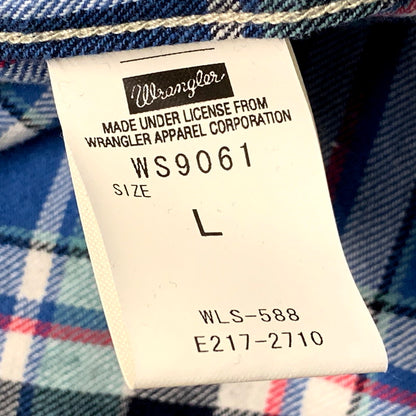 Wrangler
MADE UNDER LICENSE FROM
WRANGLER APPAREL CORPORATION
WS9061
SIZE
L
WLS-588
E217-2710